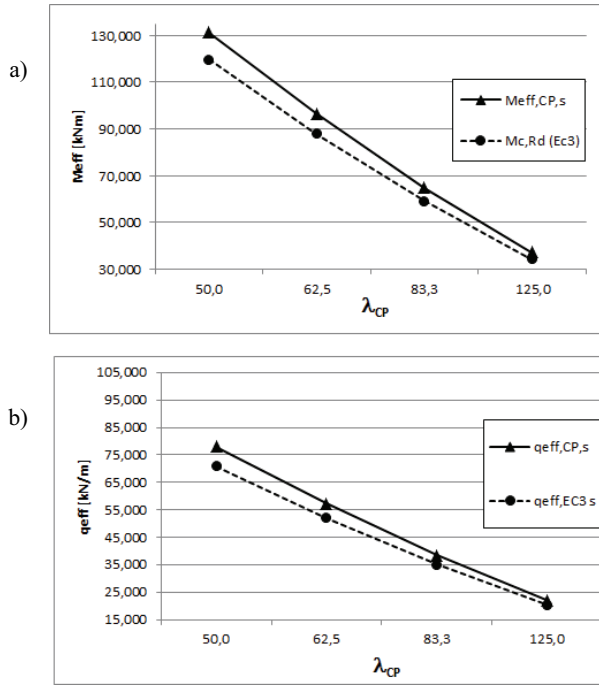 a)
Meff [kNm]
130,000
110,000
90,000
70,000
50,000
30,000
50,0 62,5 83,3 125,0
λCP
Meff,CP,s
Mc,Rd (Ec3)
b)
qeff [kN/m]
105,000
95,000
85,000
75,000
65,000
55,000
45,000
35,000
25,000
15,000
50,0 62,5 83,3 125,0
λCP
qeff,CP,s
qeff,EC3 s